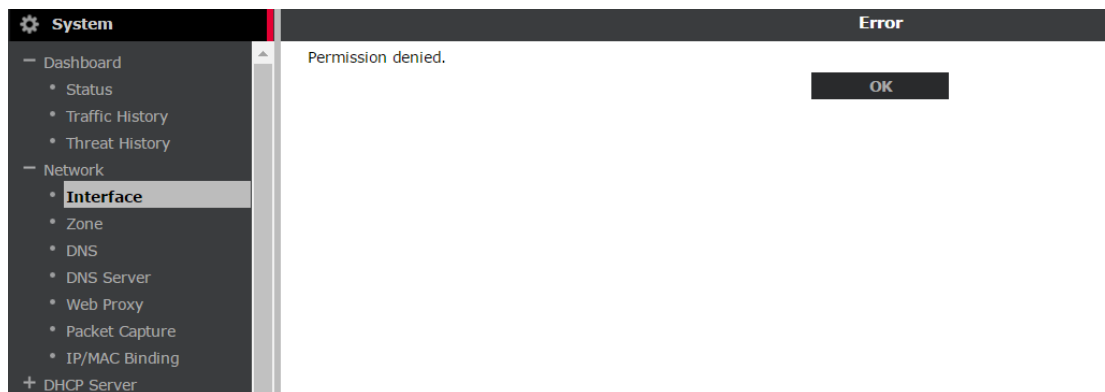 System
Dashboard
Status
Traffic History
Threat History
Network
Interface
Zone
DNS
DNS Server
Web Proxy
Packet Capture
IP/MAC Binding
DHCP Server
Error
Permission denied.
OK